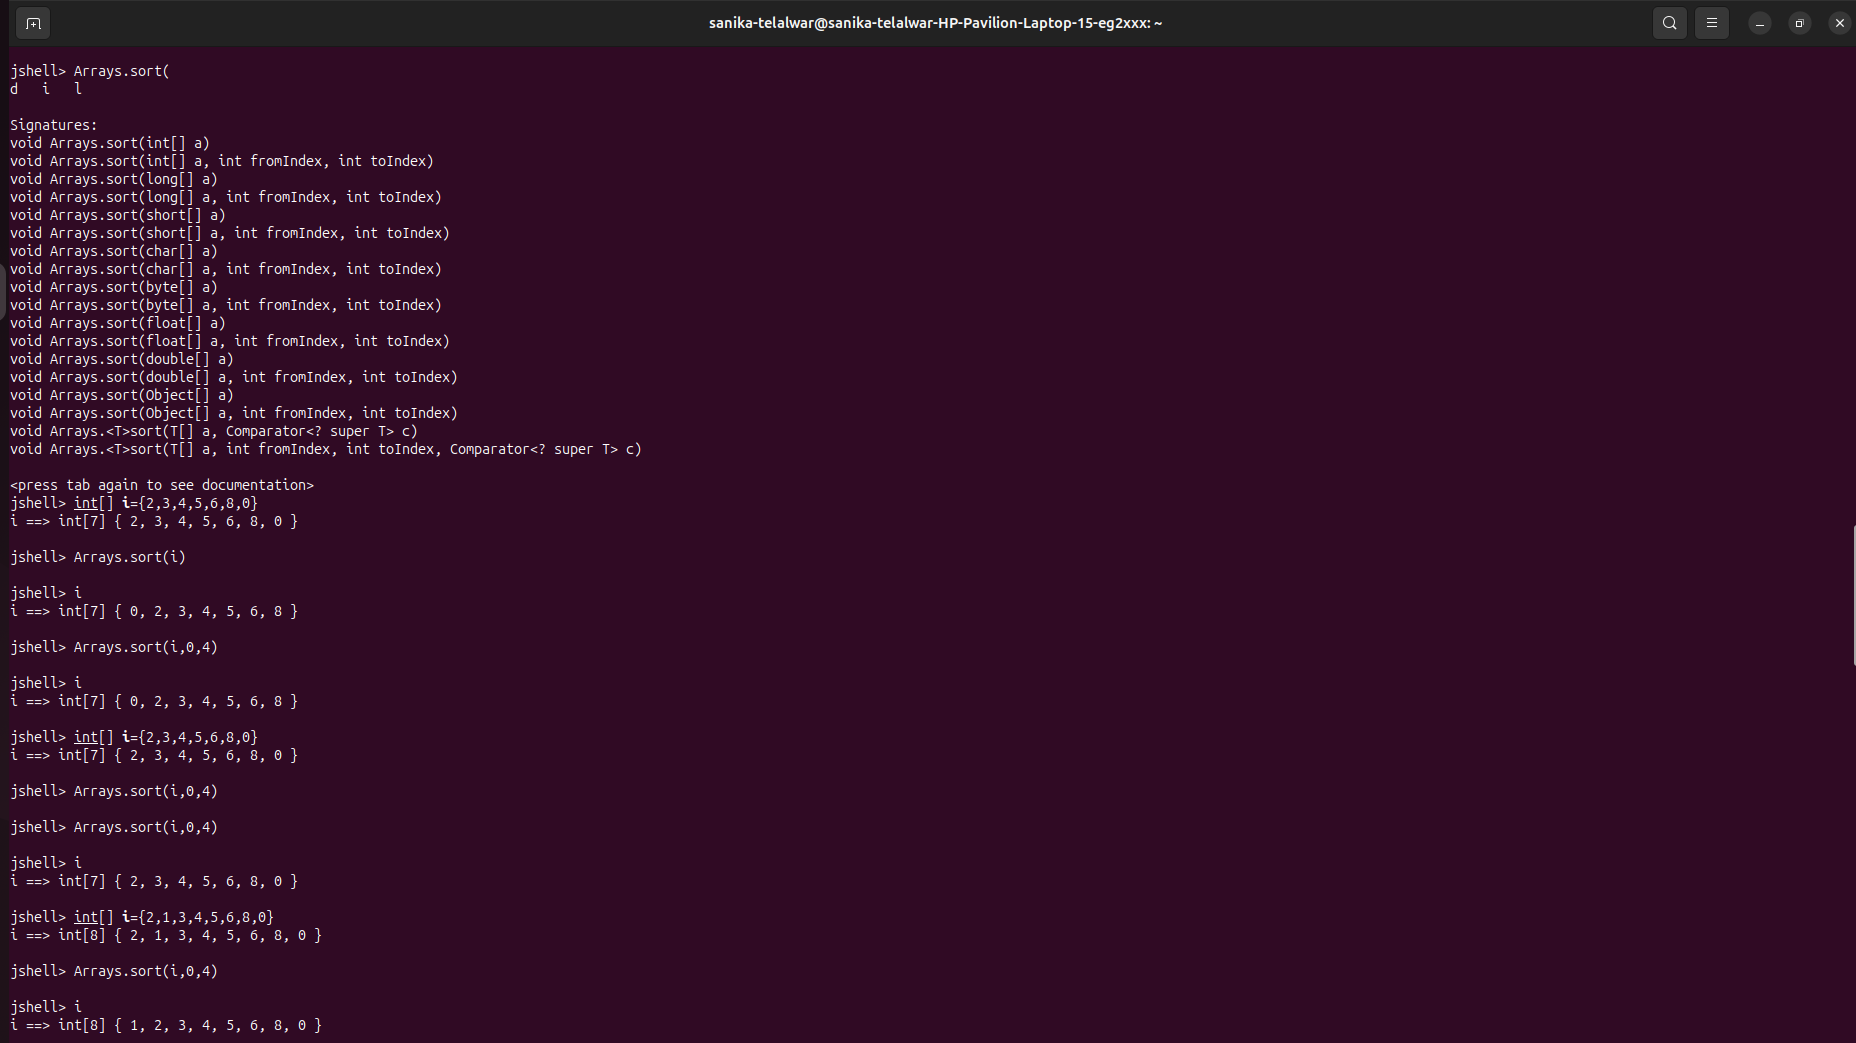 sanika-telalwar@sanika-telalwar-HP-Pavilion-Laptop-15-eg2xxx: ~
jshell> Arrays.sort(
d   i   l
Signatures:
void Arrays.sort(int[] a)
void Arrays.sort(int[] a, int fromIndex, int toIndex)
void Arrays.sort(long[] a)
void Arrays.sort(long[] a, int fromIndex, int toIndex)
void Arrays.sort(short[] a)
void Arrays.sort(short[] a, int fromIndex, int toIndex)
void Arrays.sort(char[] a)
void Arrays.sort(char[] a, int fromIndex, int toIndex)
void Arrays.sort(byte[] a)
void Arrays.sort(byte[] a, int fromIndex, int toIndex)
void Arrays.sort(float[] a)
void Arrays.sort(float[] a, int fromIndex, int toIndex)
void Arrays.sort(double[] a)
void Arrays.sort(double[] a, int fromIndex, int toIndex)
void Arrays.sort(Object[] a)
void Arrays.sort(Object[] a, int fromIndex, int toIndex)
void Arrays.<T>sort(T[] a, Comparator<? super T> c)
void Arrays.<T>sort(T[] a, int fromIndex, int toIndex, Comparator<? super T> c)
<press tab again to see documentation>
jshell> int[] i={2,3,4,5,6,8,0}
i ==> int[7] { 2, 3, 4, 5, 6, 8, 0 }
jshell> Arrays.sort(i)
jshell> i
i ==> int[7] { 0, 2, 3, 4, 5, 6, 8 }
jshell> Arrays.sort(i,0,4)
jshell> i
i ==> int[7] { 0, 2, 3, 4, 5, 6, 8 }
jshell> int[] i={2,3,4,5,6,8,0}
i ==> int[7] { 2, 3, 4, 5, 6, 8, 0 }
jshell> Arrays.sort(i,0,4)
jshell> Arrays.sort(i,0,4)
jshell> i
i ==> int[7] { 2, 3, 4, 5, 6, 8, 0 }
jshell> int[] i={2,1,3,4,5,6,8,0}
i ==> int[8] { 2, 1, 3, 4, 5, 6, 8, 0 }
jshell> Arrays.sort(i,0,4)
jshell> i
i ==> int[8] { 1, 2, 3, 4, 5, 6, 8, 0 }